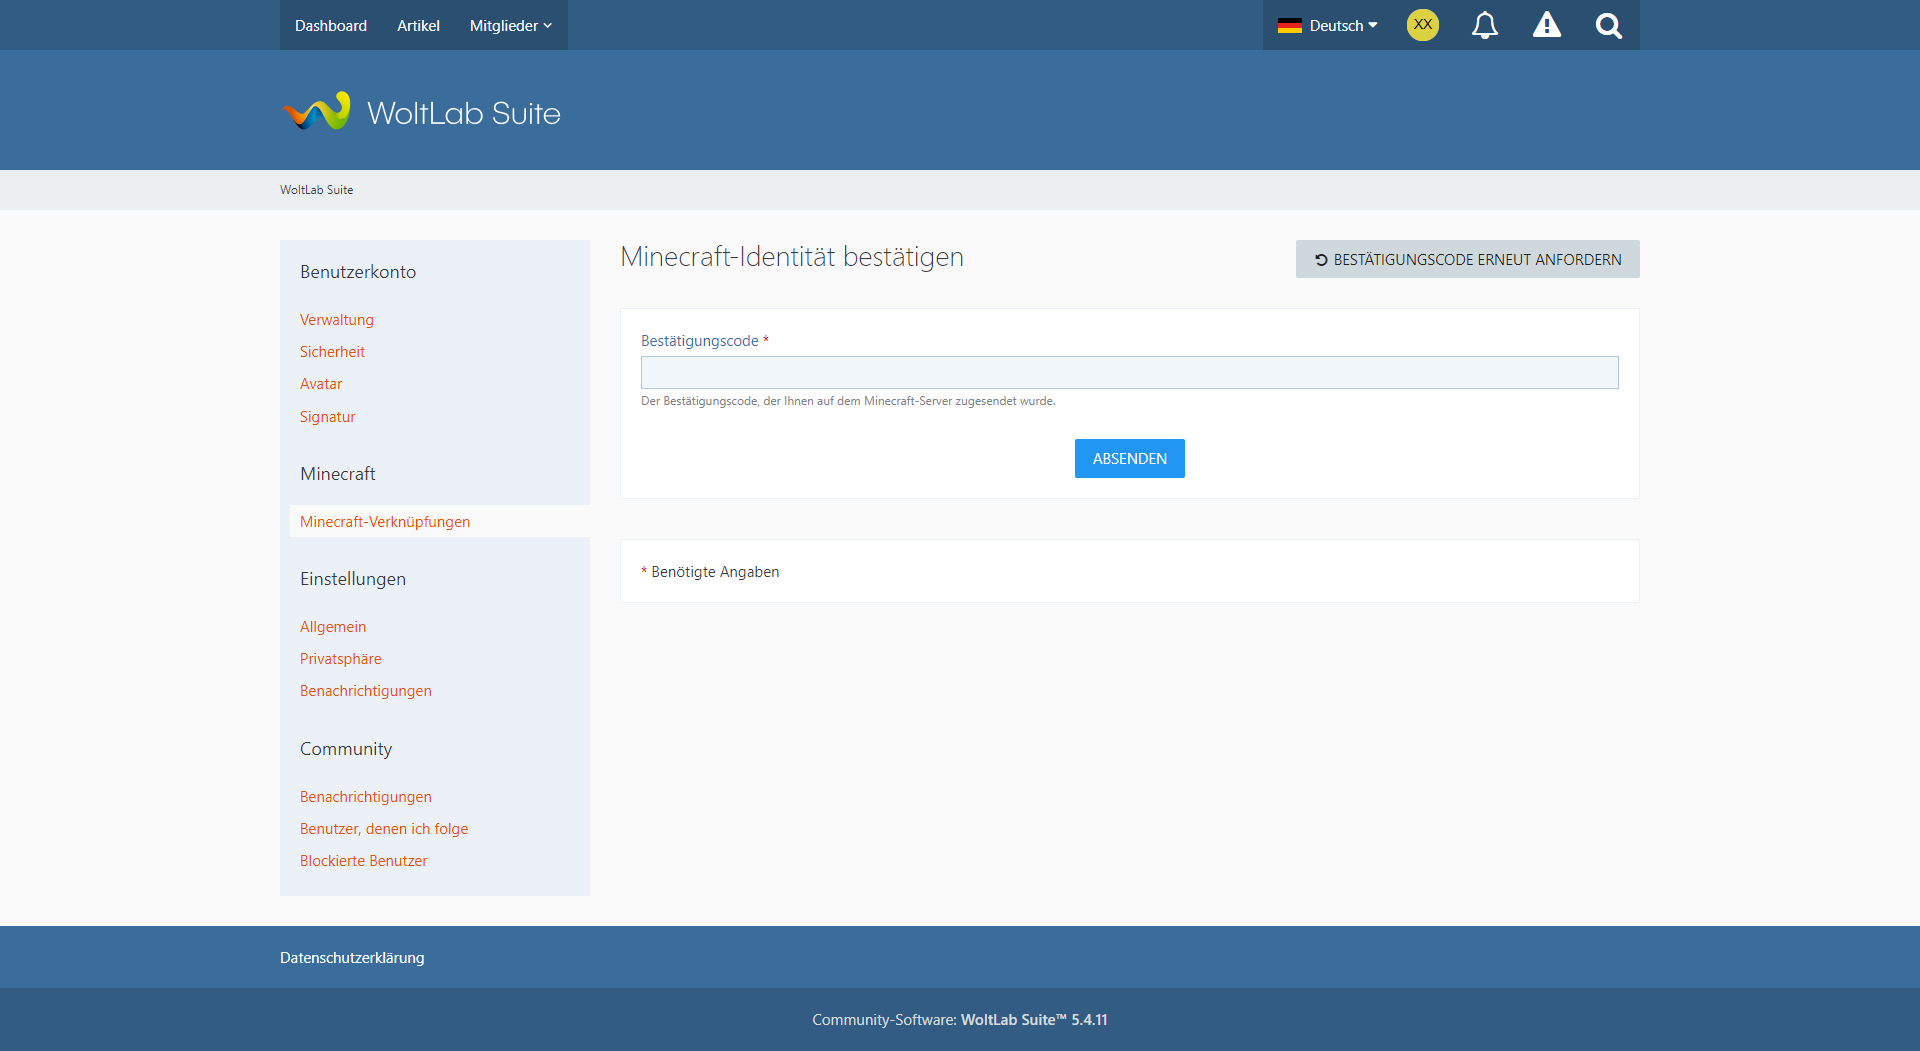 Dashboard Artikel Mitglieder Deutsch XX
WoltLab Suite
WoltLab Suite
Benutzerkonto
Verwaltung
Sicherheit
Avatar
Signatur
Minecraft
Minecraft-Verknüpfungen
Einstellungen
Allgemein
Privatsphäre
Benachrichtigungen
Community
Benachrichtigungen
Benutzer, denen ich folge
Blockierte Benutzer
Minecraft-Identität bestätigen
BESTÄTIGUNGSCODE ERNEUT ANFORDERN
Bestätigungscode *
Der Bestätigungscode, der Ihnen auf dem Minecraft-Server zugesendet wurde.
ABSENDEN
* Benötigte Angaben
Datenschutzerklärung
Community-Software: WoltLab Suite™ 5.4.11